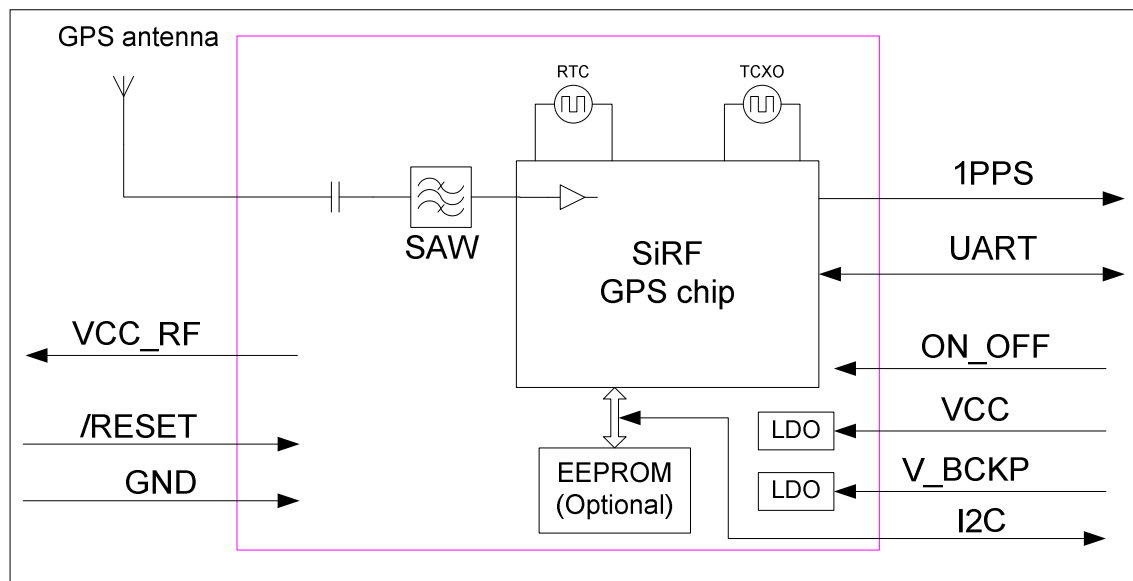 GPS antenna
RTC
TCXO
1PPS
SAW
SiRF
GPS chip
UART
VCC_RF
ON_OFF
/RESET
VCC
LDO
GND
EEPROM
(Optional)
V_BCKP
LDO
I2C